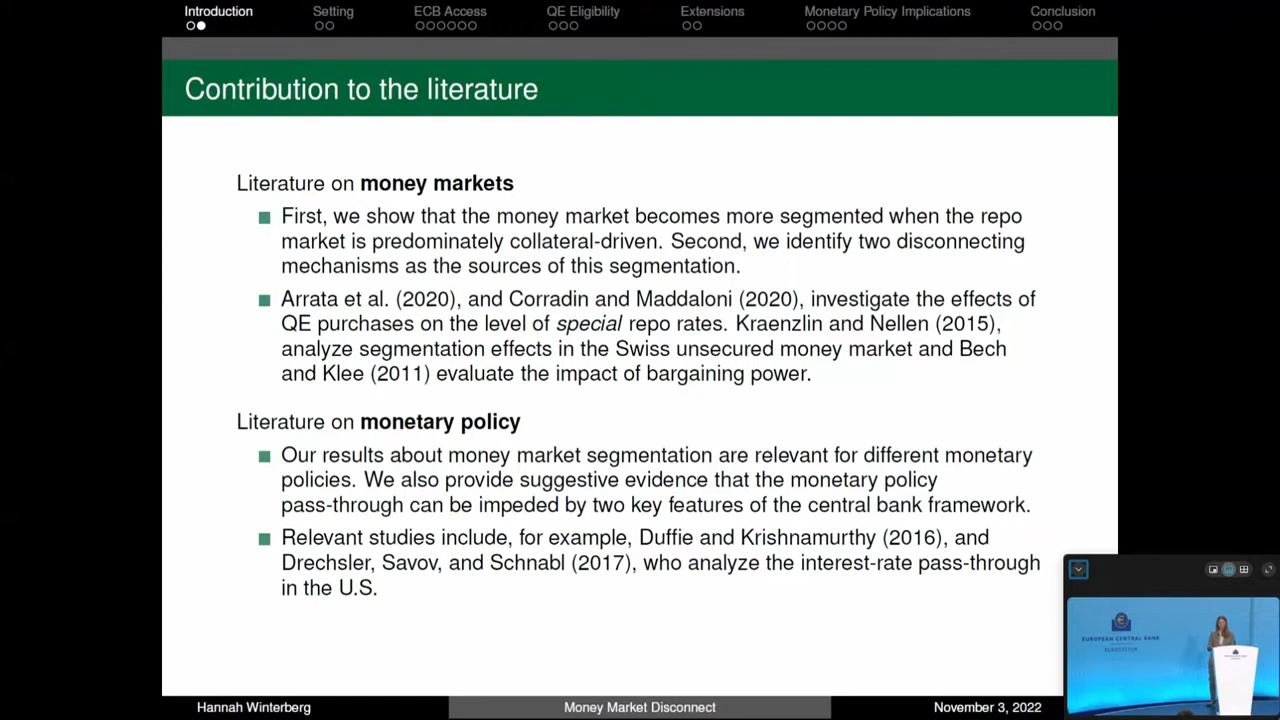 Introduction
Setting
ECB Access
QE Eligibility
Extensions
Monetary Policy Implications
Conclusion
Contribution to the literature
Literature on money markets
First, we show that the money market becomes more segmented when the repo
market is predominately collateral-driven. Second, we identify two disconnecting
mechanisms as the sources of this segmentation.
Arrata et al. (2020), and Corradin and Maddaloni (2020), investigate the effects of
QE purchases on the level of special repo rates. Kraenzlin and Nellen (2015),
analyze segmentation effects in the Swiss unsecured money market and Bech
and Klee (2011) evaluate the impact of bargaining power.
Literature on monetary policy
Our results about money market segmentation are relevant for different monetary
policies. We also provide suggestive evidence that the monetary policy
pass-through can be impeded by two key features of the central bank framework.
Relevant studies include, for example, Duffie and Krishnamurthy (2016), and
Drechsler, Savov, and Schnabl (2017), who analyze the interest-rate pass-through
in the U.S.
EUROPEAN CENTRAL BANK
EUROSYSTEM
Hannah Winterberg
Money Market Disconnect
November 3, 2022